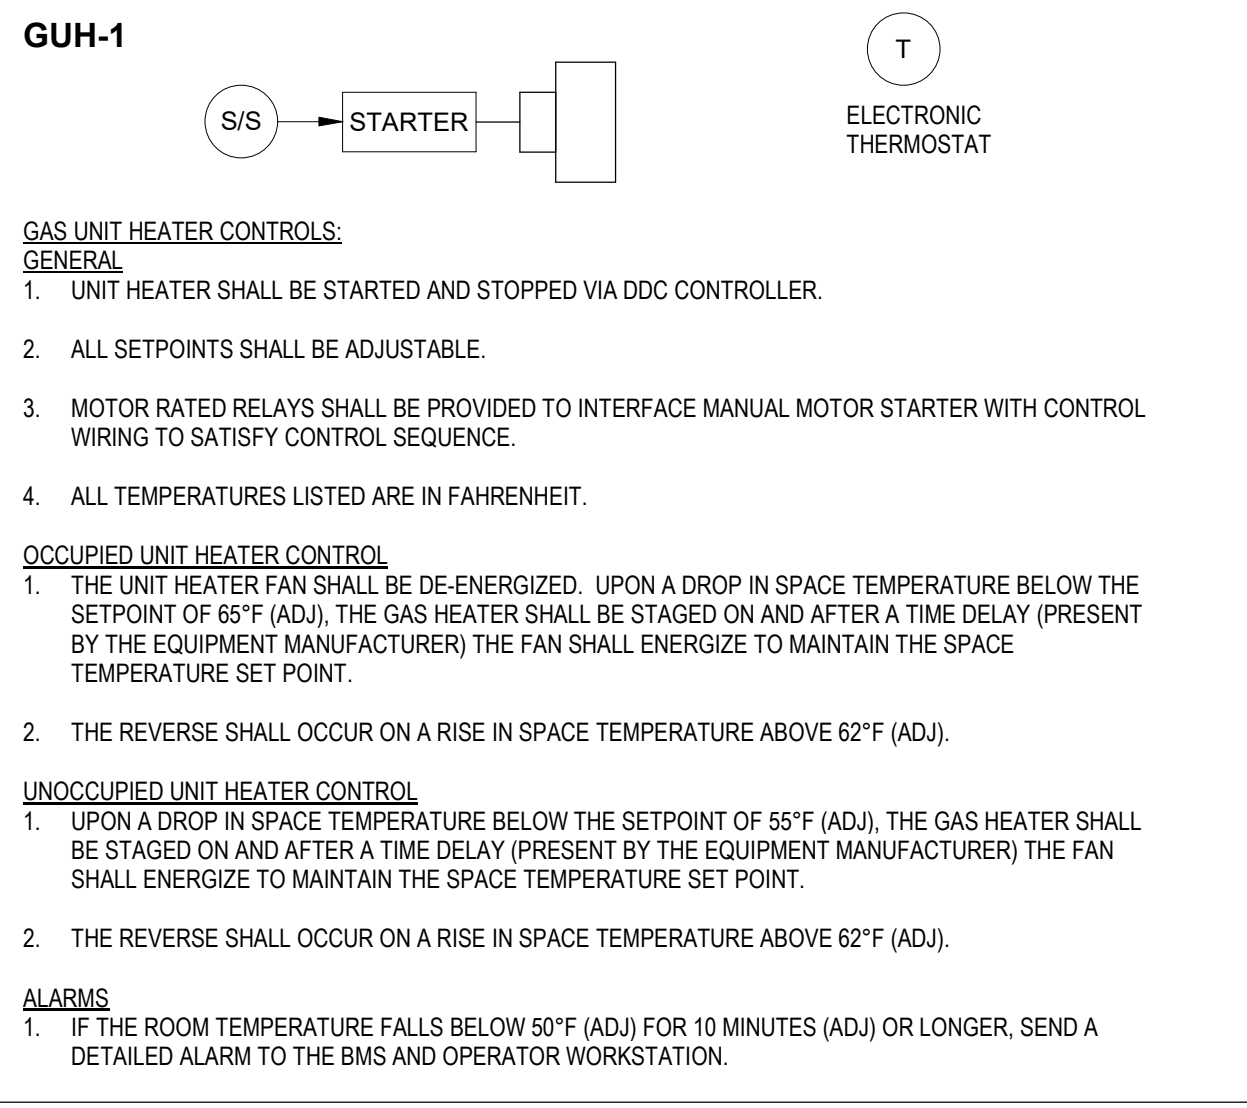 GUH-1
S/S
STARTER
T
ELECTRONIC
THERMOSTAT
GAS UNIT HEATER CONTROLS:
GENERAL
1. UNIT HEATER SHALL BE STARTED AND STOPPED VIA DDC CONTROLLER.
2. ALL SETPOINTS SHALL BE ADJUSTABLE.
3. MOTOR RATED RELAYS SHALL BE PROVIDED TO INTERFACE MANUAL MOTOR STARTER WITH CONTROL
WIRING TO SATISFY CONTROL SEQUENCE.
4. ALL TEMPERATURES LISTED ARE IN FAHRENHEIT.
OCCUPIED UNIT HEATER CONTROL
1. THE UNIT HEATER FAN SHALL BE DE-ENERGIZED. UPON A DROP IN SPACE TEMPERATURE BELOW THE
SETPOINT OF 65°F (ADJ), THE GAS HEATER SHALL BE STAGED ON AND AFTER A TIME DELAY (PRESENT
BY THE EQUIPMENT MANUFACTURER) THE FAN SHALL ENERGIZE TO MAINTAIN THE SPACE
TEMPERATURE SET POINT.
2. THE REVERSE SHALL OCCUR ON A RISE IN SPACE TEMPERATURE ABOVE 62°F (ADJ).
UNOCCUPIED UNIT HEATER CONTROL
1. UPON A DROP IN SPACE TEMPERATURE BELOW THE SETPOINT OF 55°F (ADJ), THE GAS HEATER SHALL
BE STAGED ON AND AFTER A TIME DELAY (PRESENT BY THE EQUIPMENT MANUFACTURER) THE FAN
SHALL ENERGIZE TO MAINTAIN THE SPACE TEMPERATURE SET POINT.
2. THE REVERSE SHALL OCCUR ON A RISE IN SPACE TEMPERATURE ABOVE 62°F (ADJ).
ALARMS
1. IF THE ROOM TEMPERATURE FALLS BELOW 50°F (ADJ) FOR 10 MINUTES (ADJ) OR LONGER, SEND A
DETAILED ALARM TO THE BMS AND OPERATOR WORKSTATION.